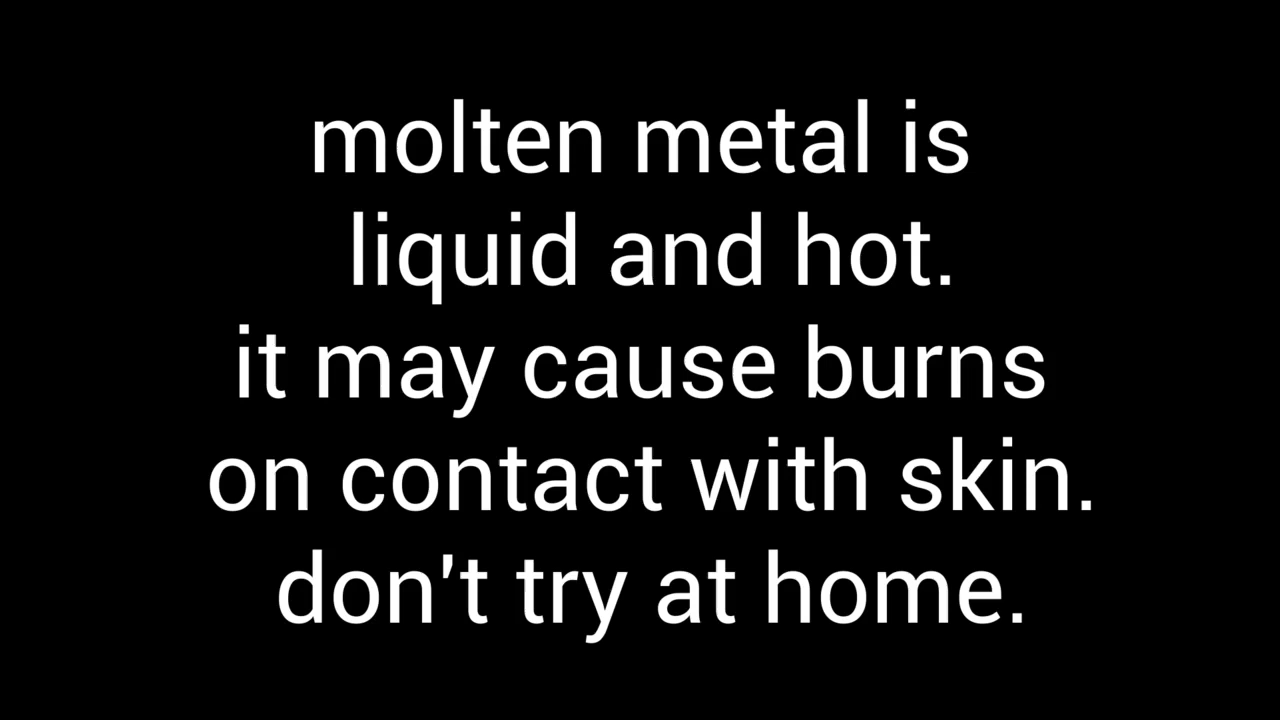 molten metal is
liquid and hot.
it may cause burns
on contact with skin.
don't try at home.